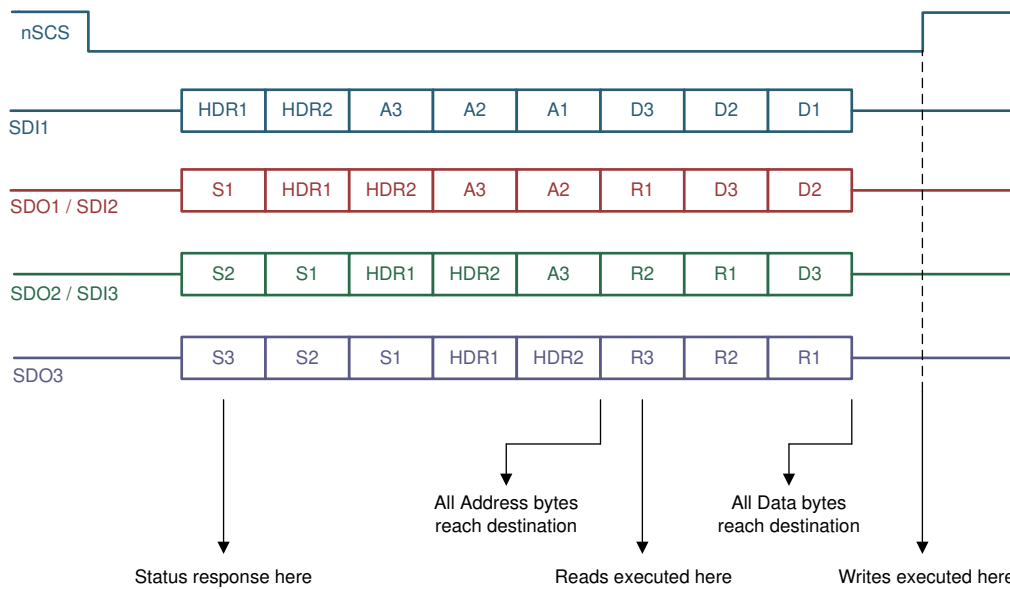 nSCS
HDR1 HDR2 A3 A2 A1 D3 D2 D1
SDI1
S1 HDR1 HDR2 A3 A2 R1 D3 D2
SDO1 / SDI2
S2 S1 HDR1 HDR2 A3 R2 R1 D3
SDO2 / SDI3
S3 S2 S1 HDR1 HDR2 R3 R2 R1
SDO3
All Address bytes
reach destination
All Data bytes
reach destination
Status response here
Reads executed here
Writes executed here